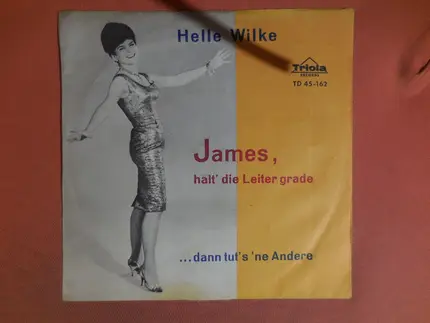 Helle Wilke
Triola
RECORDS
TD 45-162
James,
halt' die Leiter grade
...dann tut's 'ne Andere